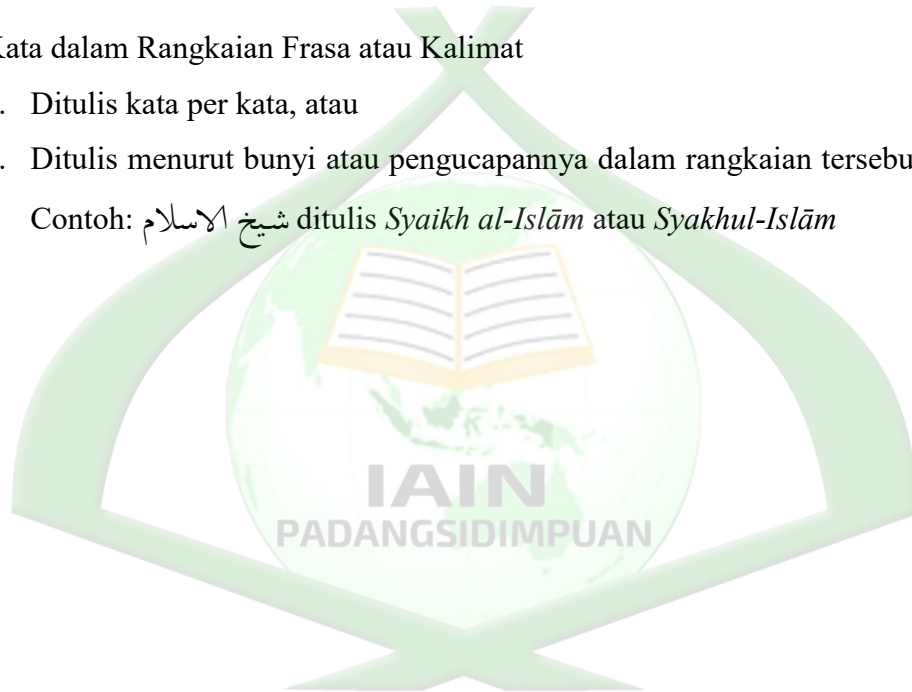 Kata dalam Rangkaian Frasa atau Kalimat
. Ditulis kata per kata, atau
. Ditulis menurut bunyi atau pengucapannya dalam rangkaian tersebu
Contoh: شيخ الاسلام ditulis Syaikh al-Islām atau Syakhul-Islām
IAIN
PADANGSIDIMPUAN